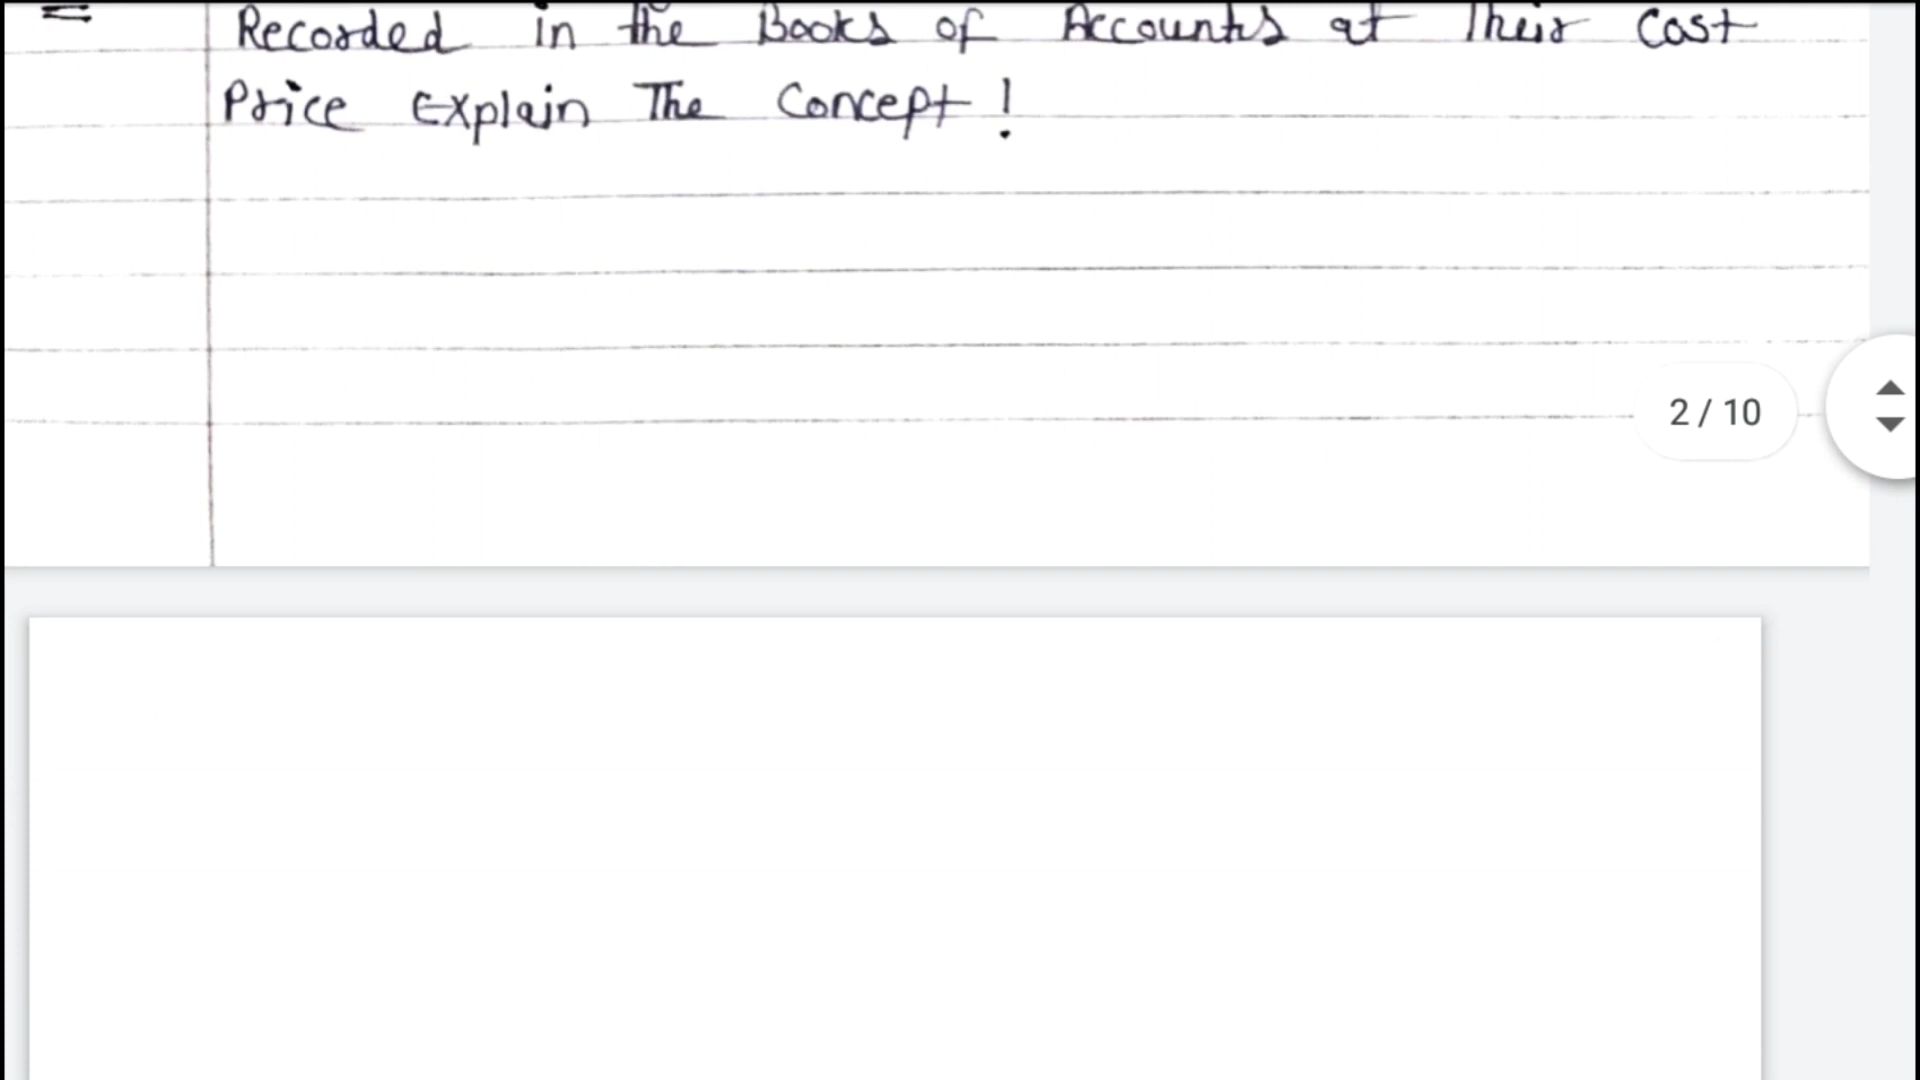 Recorded in the Books of Accounts at Their Cost
Price Explain The Concept!
2 / 10